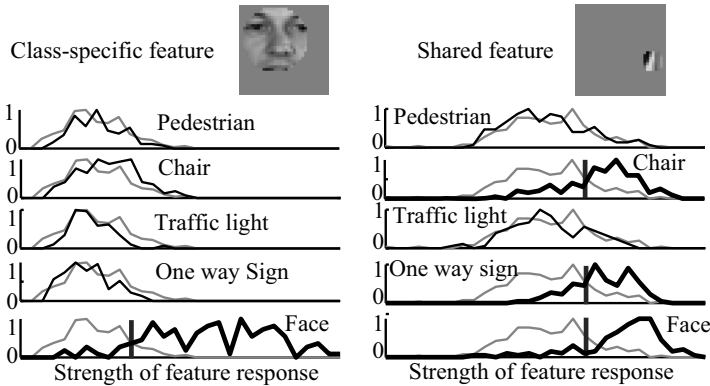 Class-specific feature
Shared feature
1
0
Pedestrian
1
0
Chair
1
0
Traffic light
1
0
One way Sign
1
0
Face
Strength of feature response
1
0
Pedestrian
1
0
Chair
1
0
Traffic light
1
0
One way sign
1
0
Face
Strength of feature response